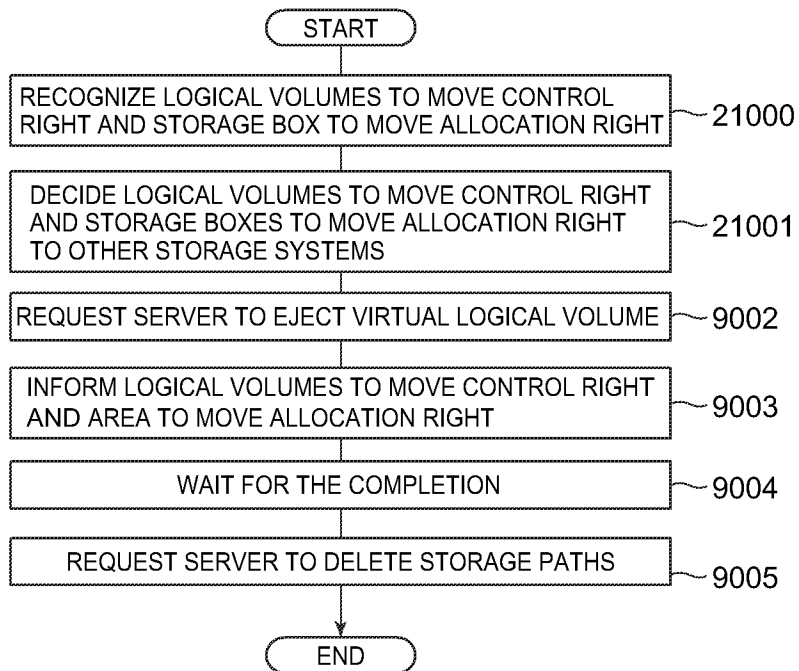 START
RECOGNIZE LOGICAL VOLUMES TO MOVE CONTROL
RIGHT AND STORAGE BOX TO MOVE ALLOCATION RIGHT
21000
DECIDE LOGICAL VOLUMES TO MOVE CONTROL RIGHT
AND STORAGE BOXES TO MOVE ALLOCATION RIGHT
TO OTHER STORAGE SYSTEMS
21001
REQUEST SERVER TO EJECT VIRTUAL LOGICAL VOLUME
9002
INFORM LOGICAL VOLUMES TO MOVE CONTROL RIGHT
AND AREA TO MOVE ALLOCATION RIGHT
9003
WAIT FOR THE COMPLETION
9004
REQUEST SERVER TO DELETE STORAGE PATHS
9005
END